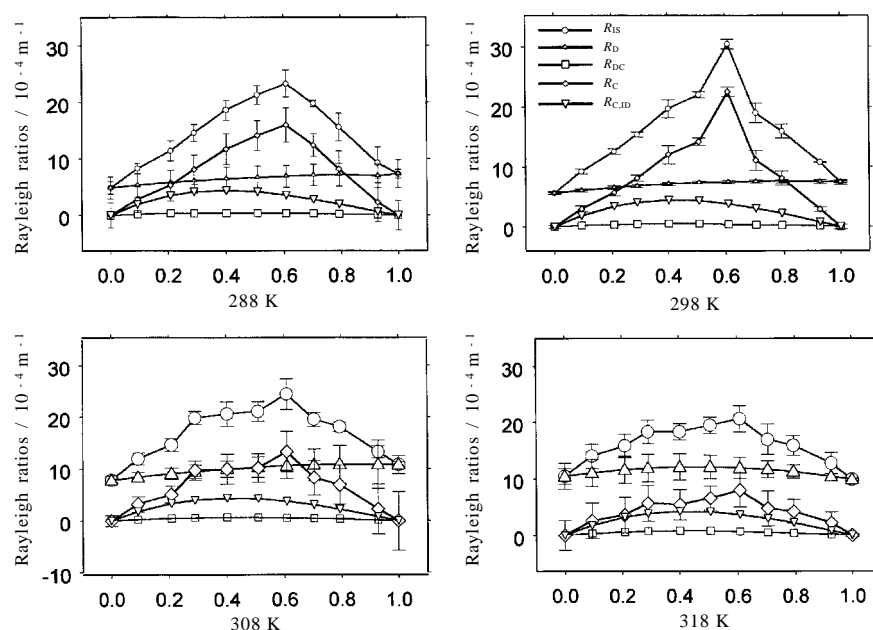 Rayleigh ratios / 10⁻⁴ m⁻¹
30
20
10
0
0.0 0.2 0.4 0.6 0.8 1.0
288 K
Rayleigh ratios / 10⁻⁴ m⁻¹
30
20
10
0
R_IS
R_D
R_DC
R_C
R_C,ID
0.0 0.2 0.4 0.6 0.8 1.0
298 K
Rayleigh ratios / 10⁻⁴ m⁻¹
30
20
10
0
-10
0.0 0.2 0.4 0.6 0.8 1.0
308 K
Rayleigh ratios / 10⁻⁴ m⁻¹
30
20
10
0
0.0 0.2 0.4 0.6 0.8 1.0
318 K